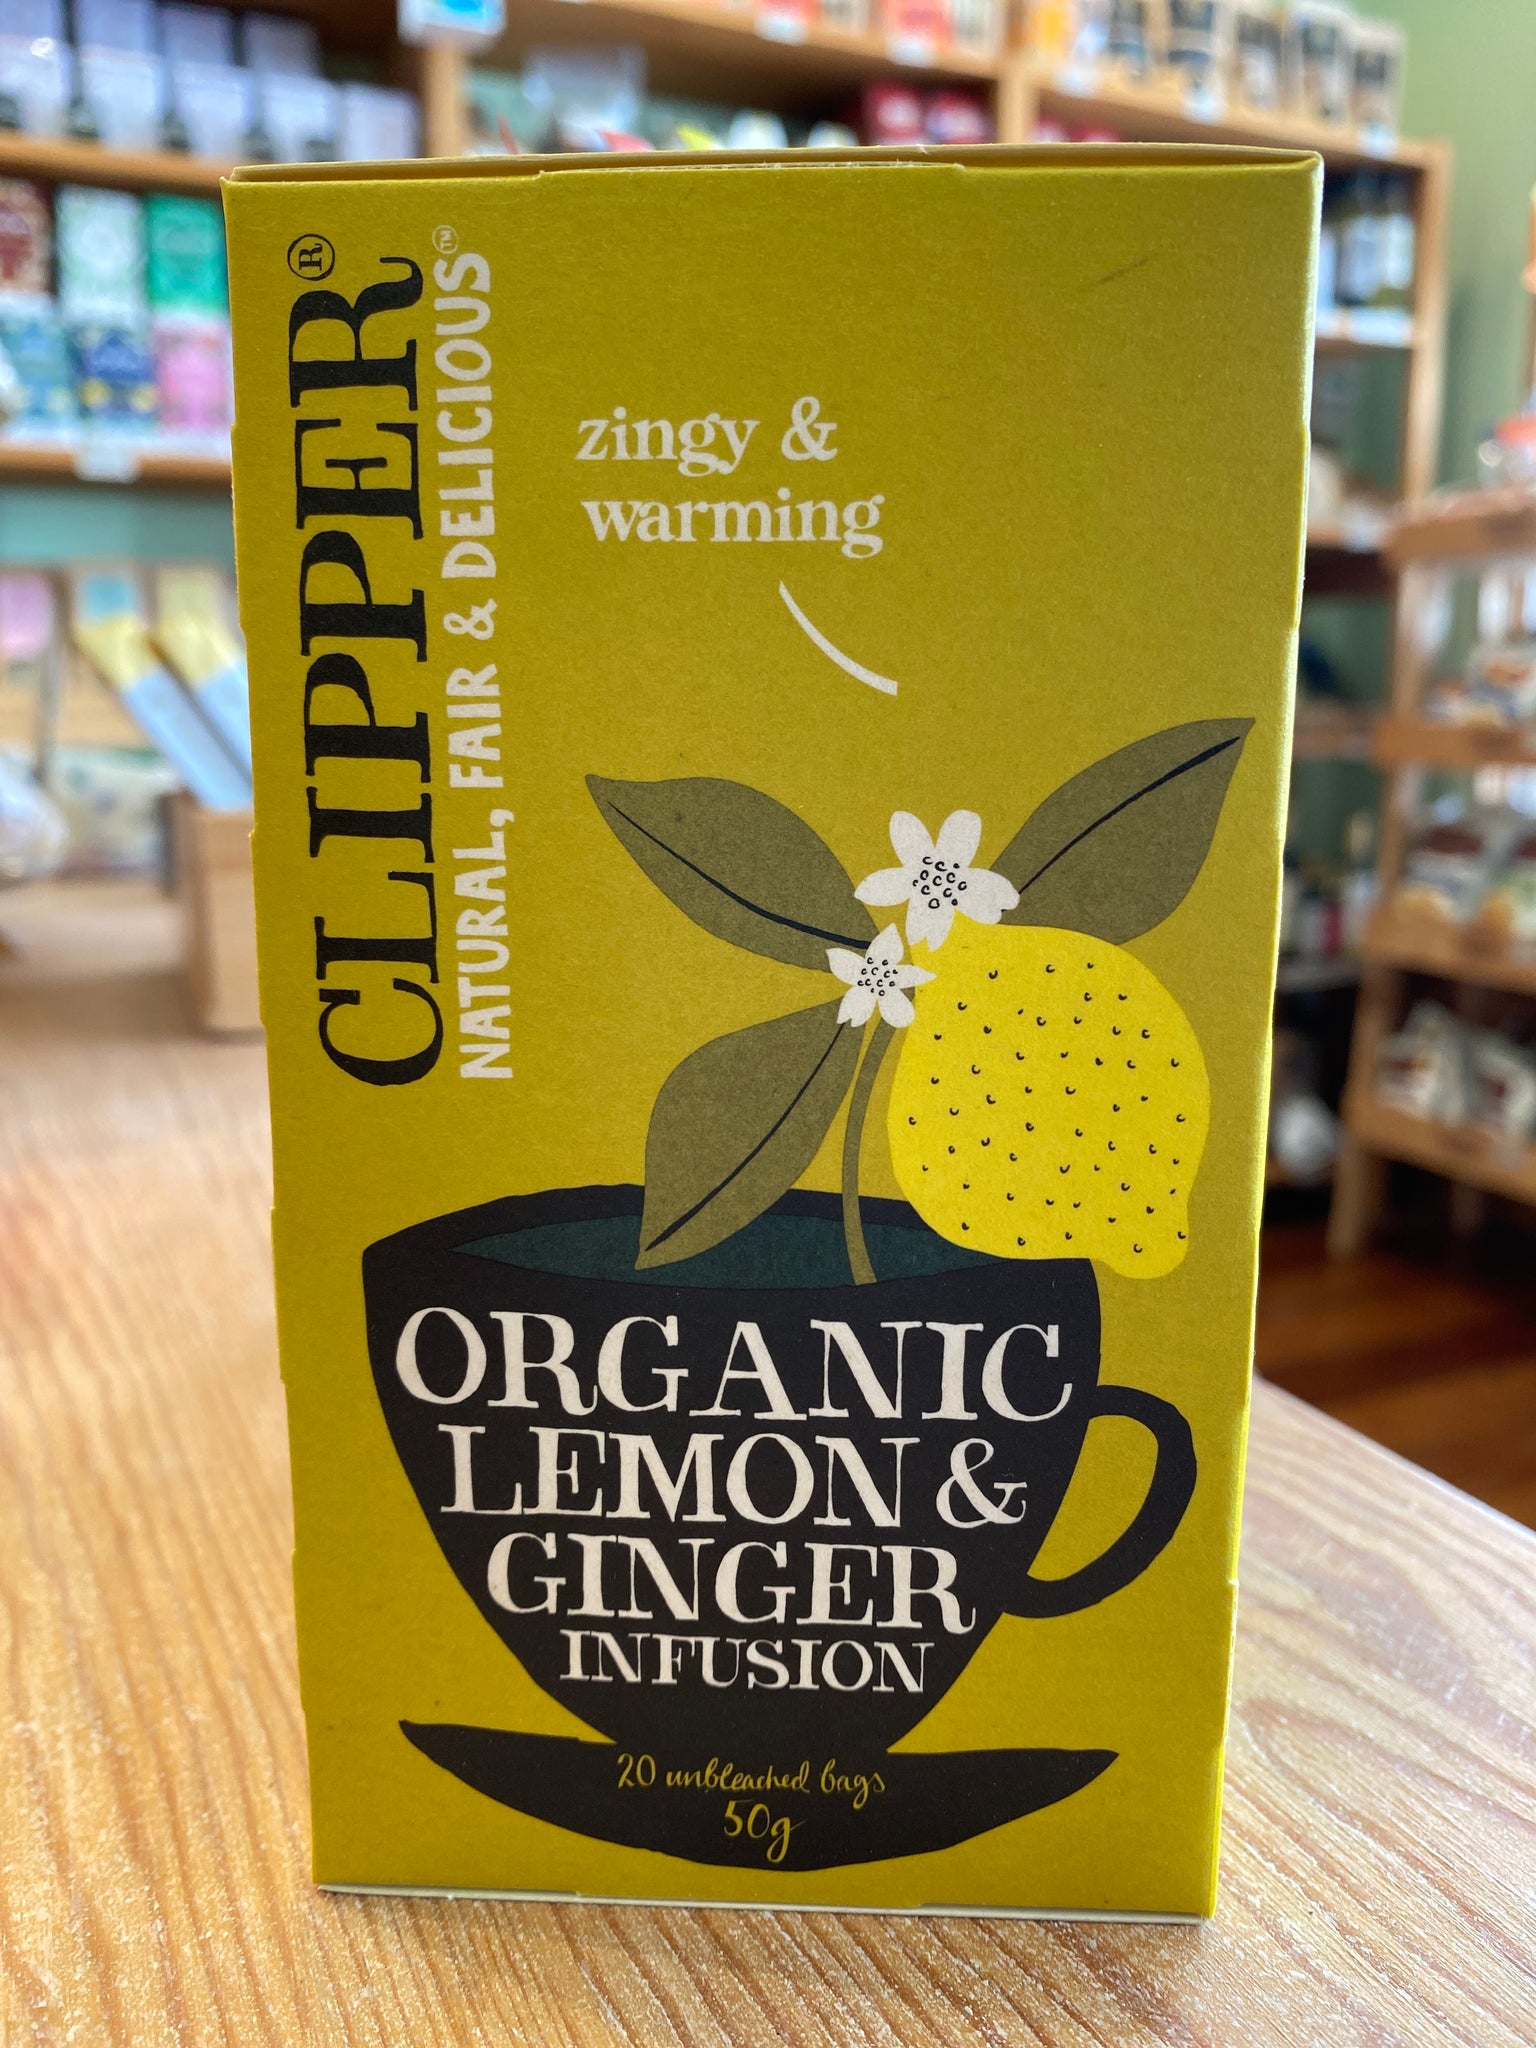 CLIPPER®
NATURAL, FAIR & DELICIOUS™
zingy &
warming
ORGANIC
LEMON &
GINGER
INFUSION
20 unbleached bags
50g